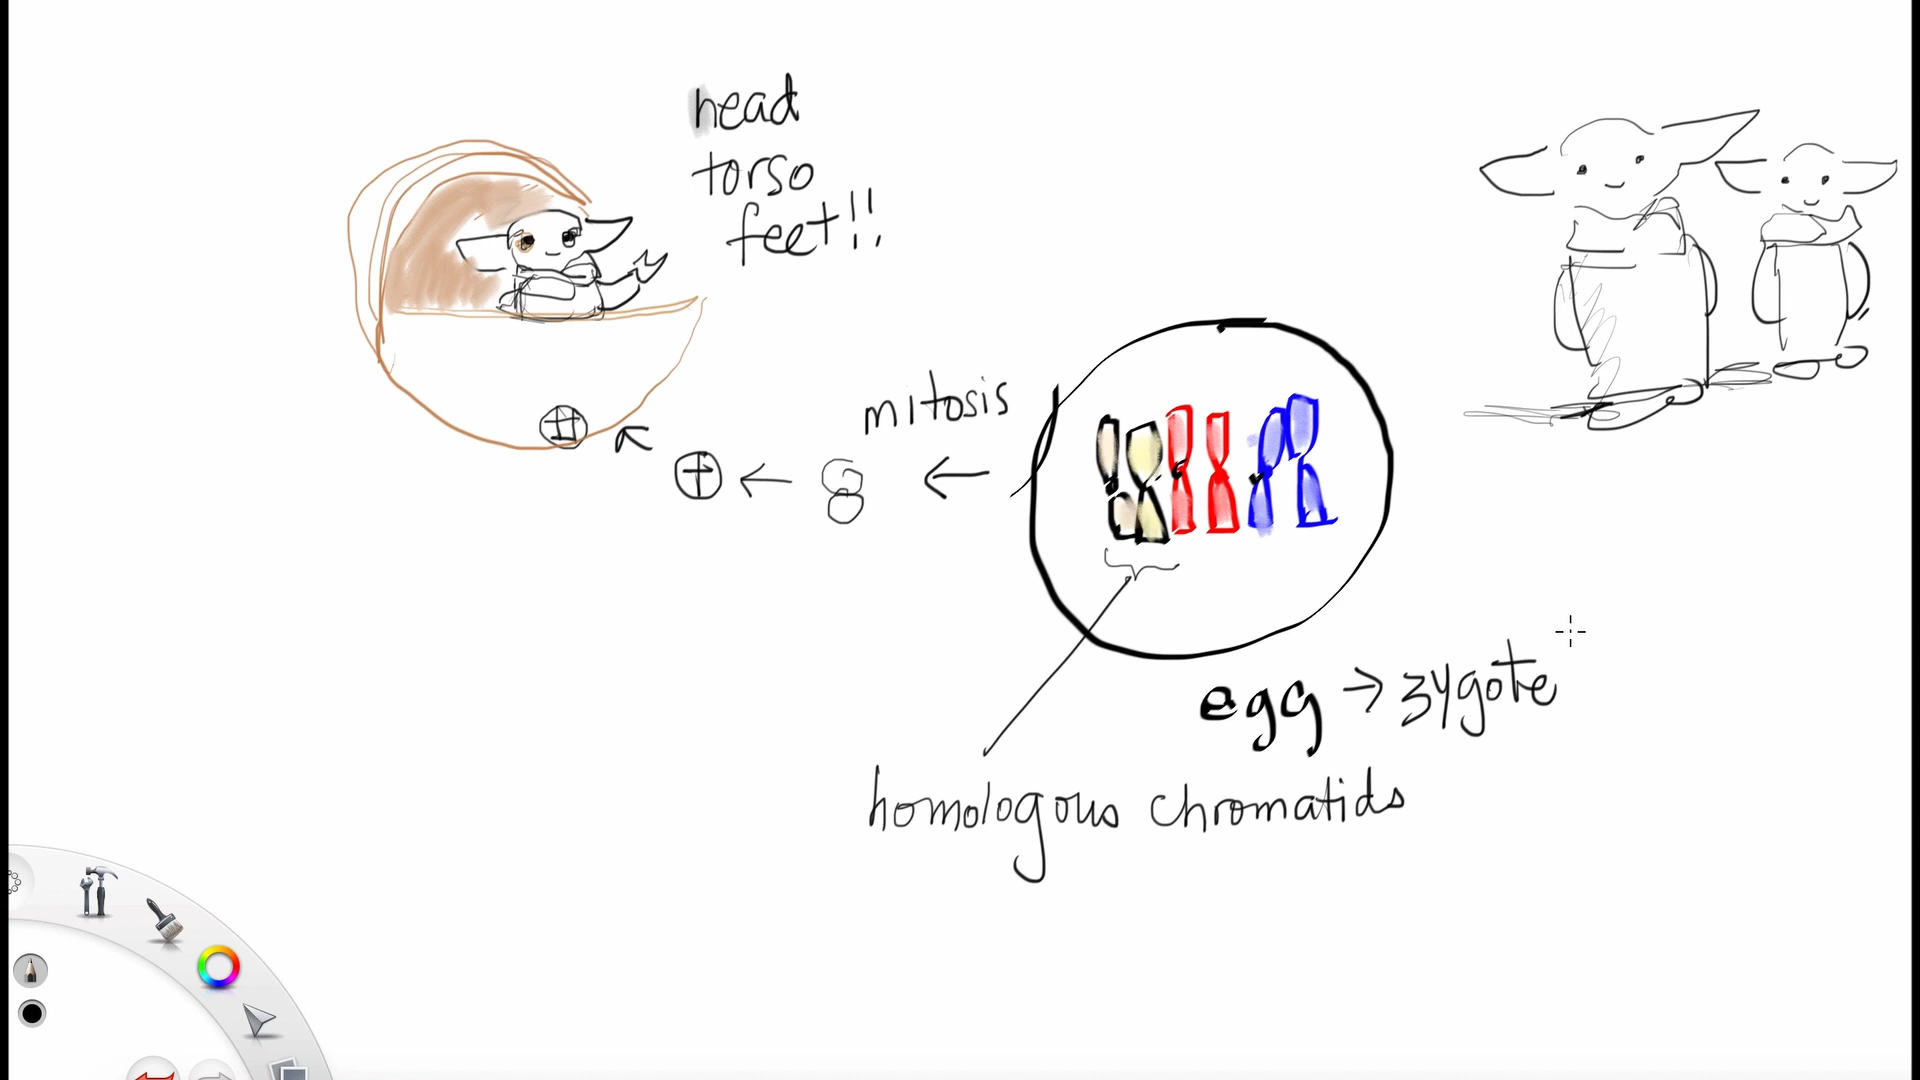 head
torso
feet!!
mitosis
egg → zygote
homologous chromatids